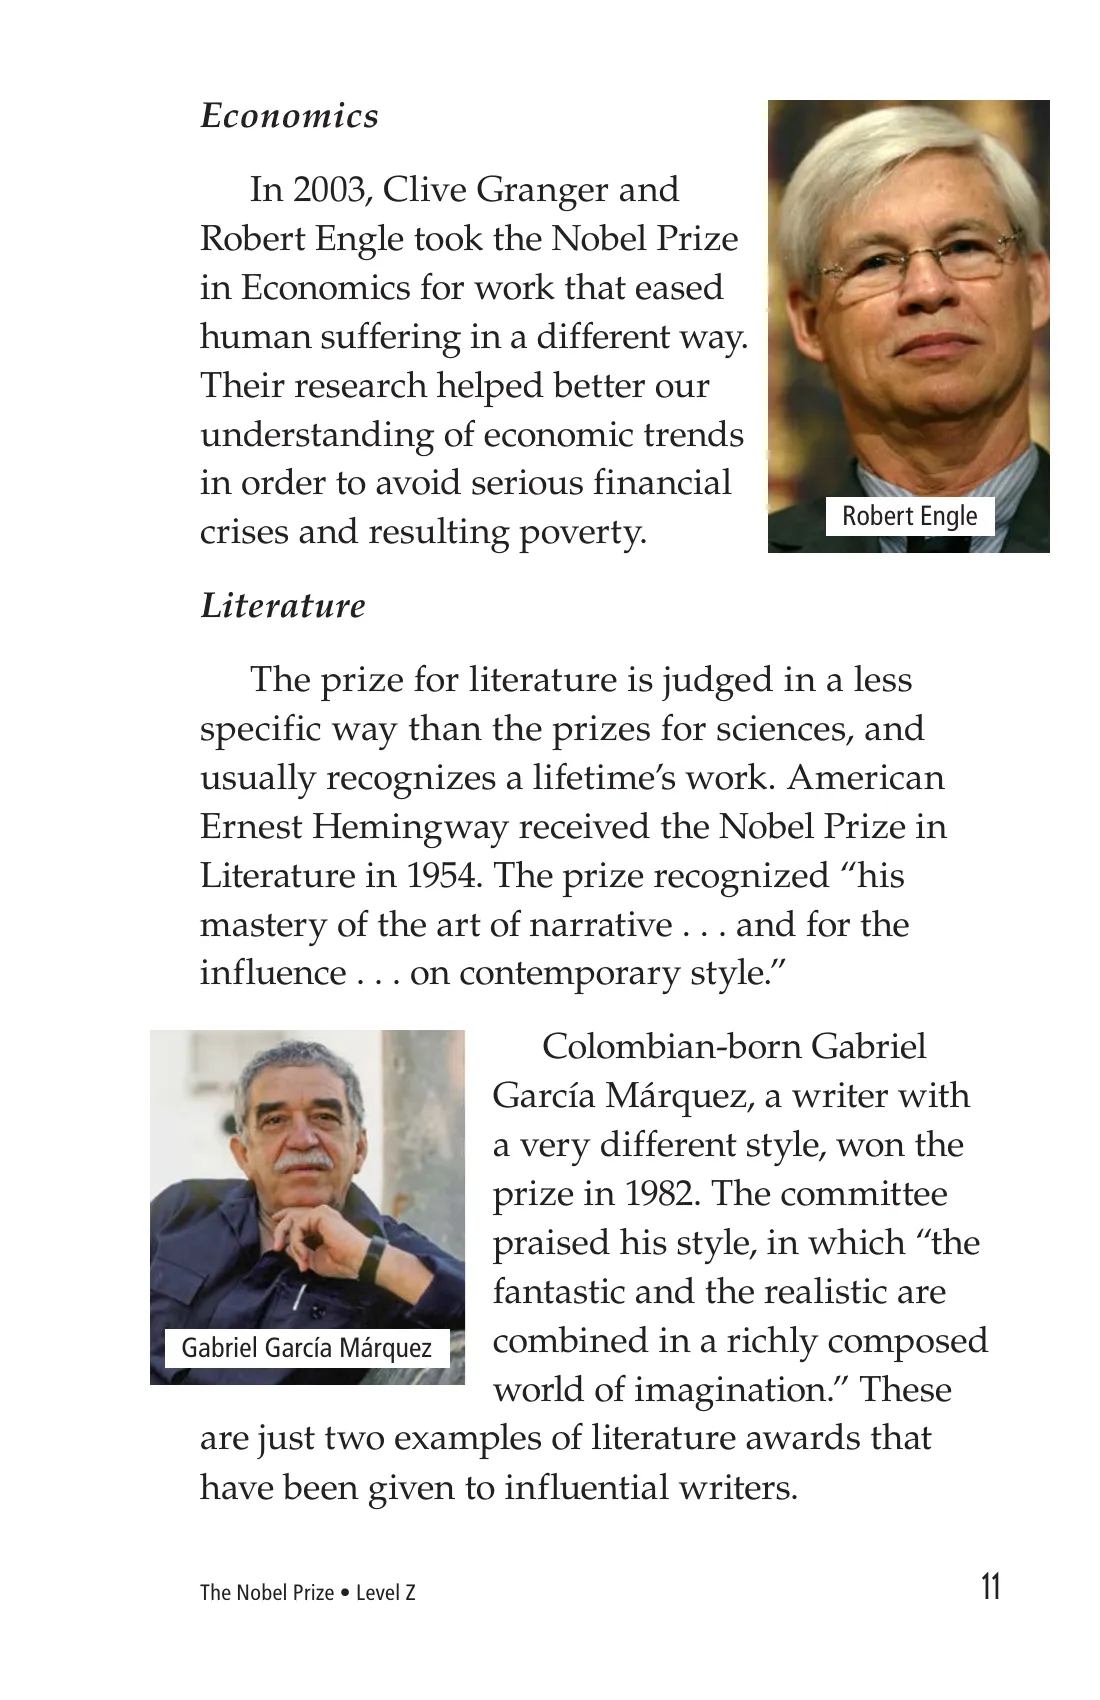 Economics
In 2003, Clive Granger and
Robert Engle took the Nobel Prize
in Economics for work that eased
human suffering in a different way.
Their research helped better our
understanding of economic trends
in order to avoid serious financial
crises and resulting poverty.
Robert Engle
Literature
The prize for literature is judged in a less
specific way than the prizes for sciences, and
usually recognizes a lifetime’s work. American
Ernest Hemingway received the Nobel Prize in
Literature in 1954. The prize recognized “his
mastery of the art of narrative . . . and for the
influence . . . on contemporary style.”
Colombian-born Gabriel
García Márquez, a writer with
a very different style, won the
prize in 1982. The committee
praised his style, in which “the
fantastic and the realistic are
combined in a richly composed
world of imagination.” These
are just two examples of literature awards that
have been given to influential writers.
Gabriel García Márquez
The Nobel Prize • Level Z
11